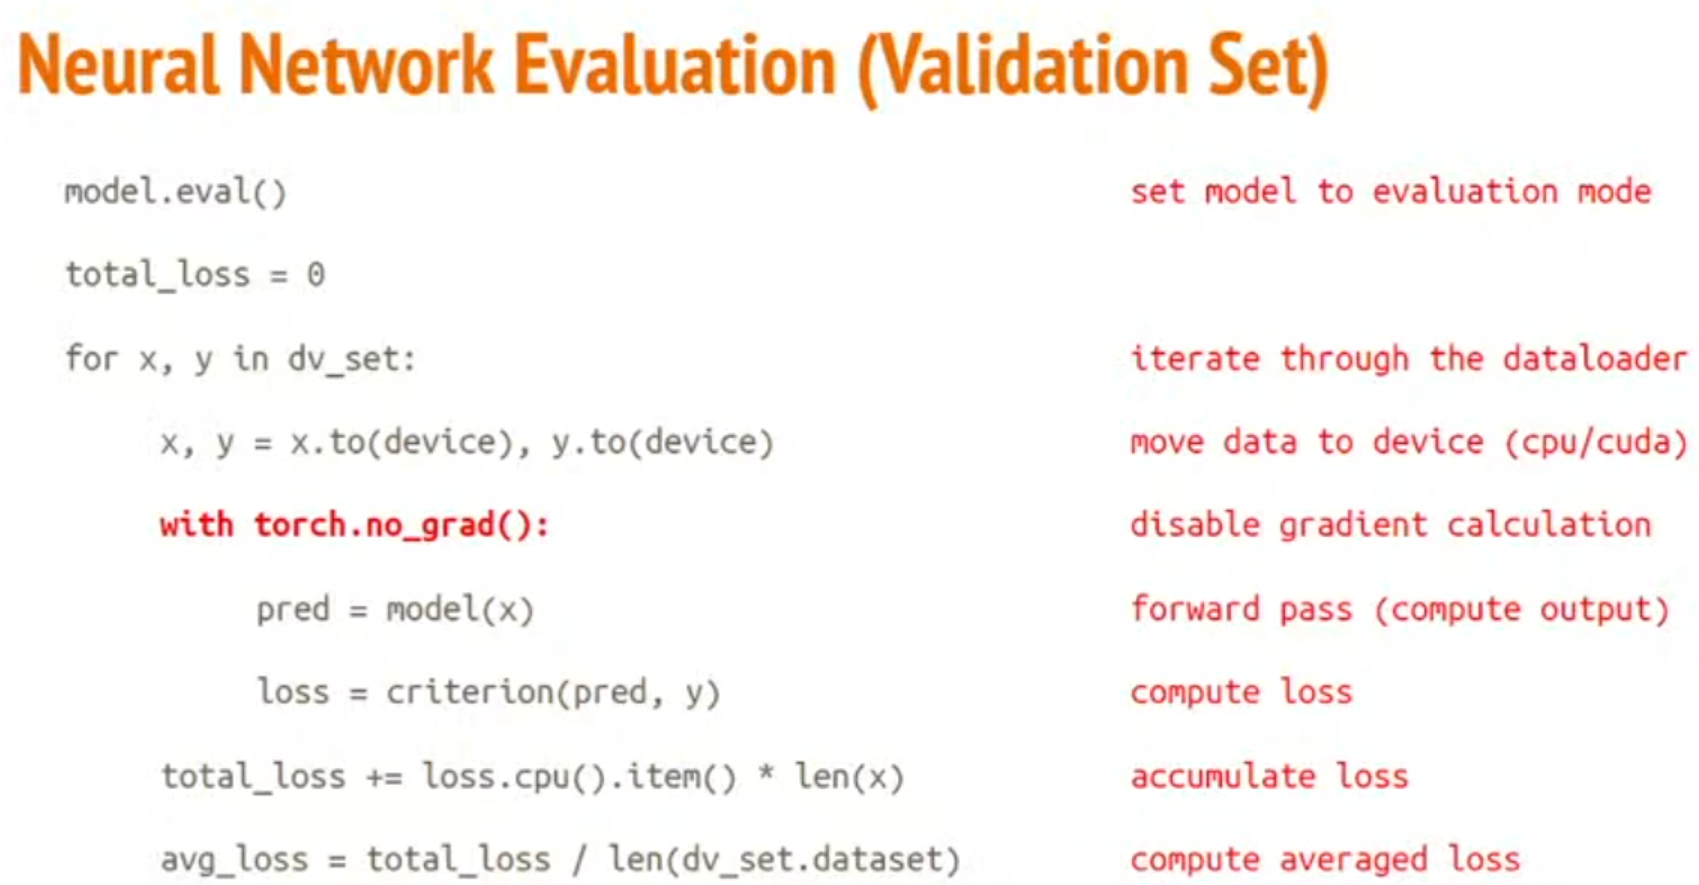 Neural Network Evaluation (Validation Set)
model.eval() set model to evaluation mode
total_loss = 0
for x, y in dv_set: iterate through the dataloader
x, y = x.to(device), y.to(device) move data to device (cpu/cuda)
with torch.no_grad(): disable gradient calculation
pred = model(x) forward pass (compute output)
loss = criterion(pred, y) compute loss
total_loss += loss.cpu().item() * len(x) accumulate loss
avg_loss = total_loss / len(dv_set.dataset) compute averaged loss